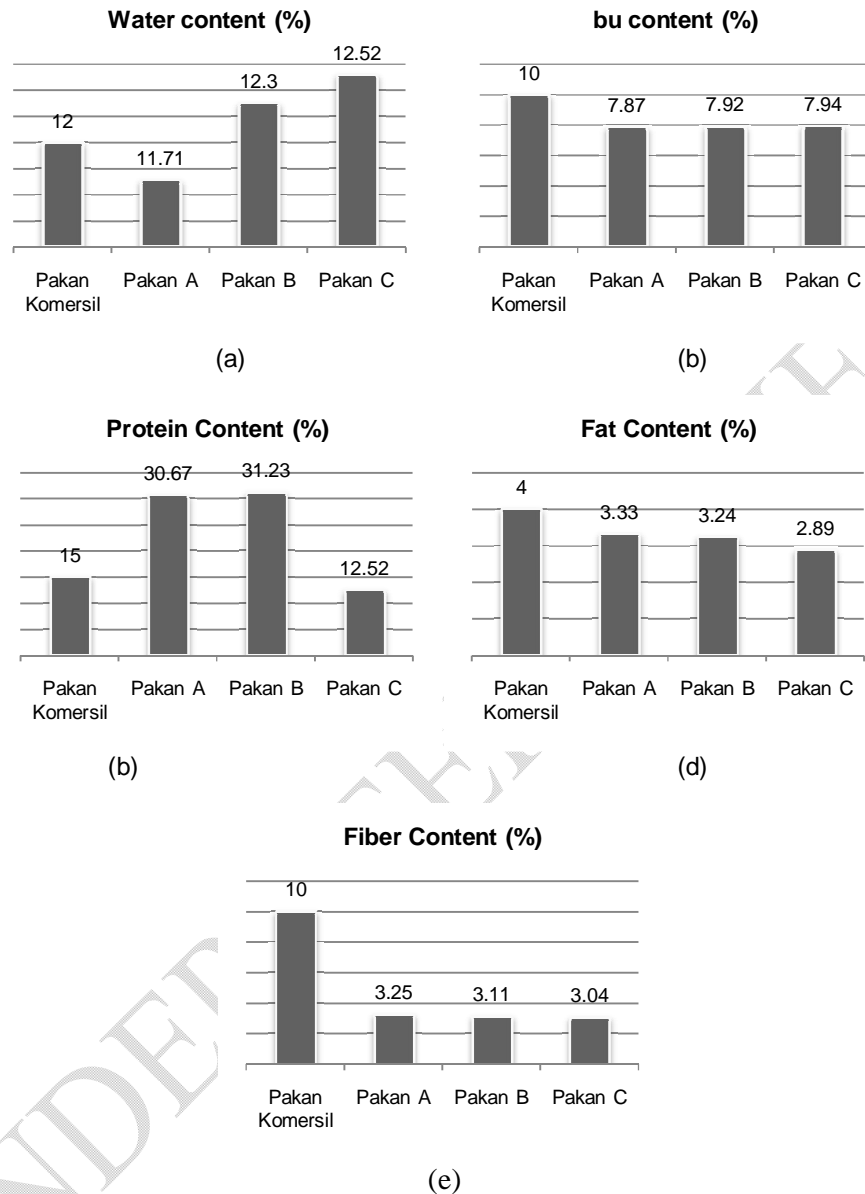 Water content (%)
12
11.71
12.3
12.52
Pakan Komersil
Pakan A
Pakan B
Pakan C
(a)
bu content (%)
10
7.87
7.92
7.94
Pakan Komersil
Pakan A
Pakan B
Pakan C
(b)
Protein Content (%)
15
30.67
31.23
12.52
Pakan Komersil
Pakan A
Pakan B
Pakan C
(b)
Fat Content (%)
4
3.33
3.24
2.89
Pakan Komersil
Pakan A
Pakan B
Pakan C
(d)
Fiber Content (%)
10
3.25
3.11
3.04
Pakan Komersil
Pakan A
Pakan B
Pakan C
(e)